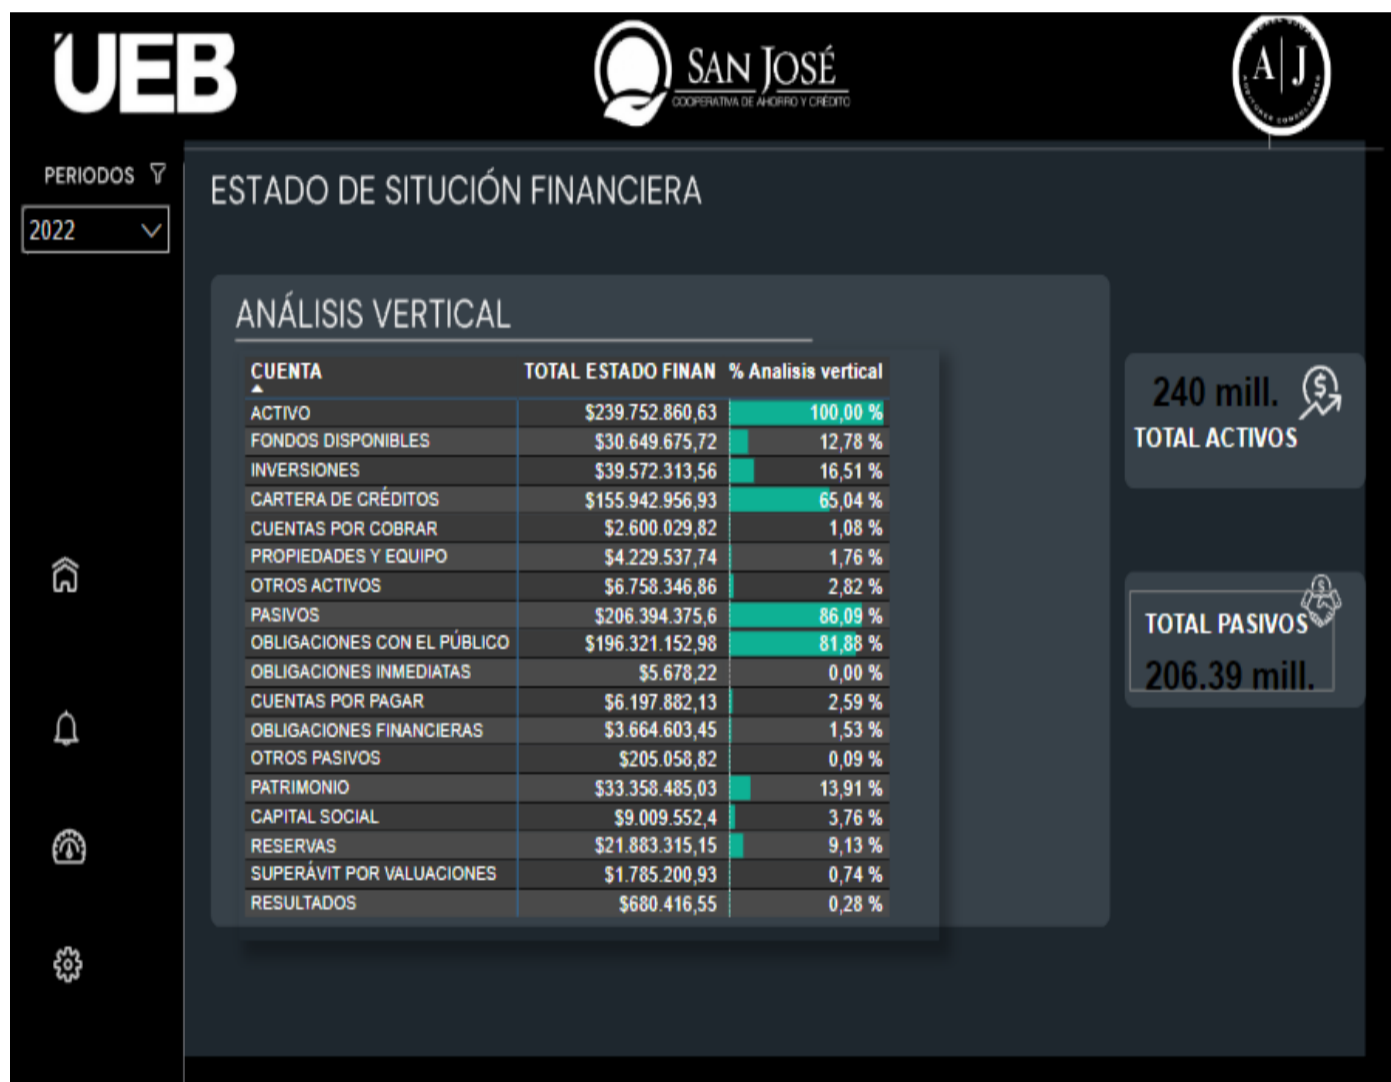 UEB
SAN JOSÉ
COOPERATIVA DE AHORRO Y CRÉDITO
A|J
PERIODOS
2022
ESTADO DE SITUCIÓN FINANCIERA
ANÁLISIS VERTICAL
CUENTA TOTAL ESTADO FINAN % Analisis vertical
ACTIVO $239.752.860,63 100,00 %
FONDOS DISPONIBLES $30.649.675,72 12,78 %
INVERSIONES $39.572.313,56 16,51 %
CARTERA DE CRÉDITOS $155.942.956,93 65,04 %
CUENTAS POR COBRAR $2.600.029,82 1,08 %
PROPIEDADES Y EQUIPO $4.229.537,74 1,76 %
OTROS ACTIVOS $6.758.346,86 2,82 %
PASIVOS $206.394.375,6 86,09 %
OBLIGACIONES CON EL PÚBLICO $196.321.152,98 81,88 %
OBLIGACIONES INMEDIATAS $5.678,22 0,00 %
CUENTAS POR PAGAR $6.197.882,13 2,59 %
OBLIGACIONES FINANCIERAS $3.664.603,45 1,53 %
OTROS PASIVOS $205.058,82 0,09 %
PATRIMONIO $33.358.485,03 13,91 %
CAPITAL SOCIAL $9.009.552,4 3,76 %
RESERVAS $21.883.315,15 9,13 %
SUPERÁVIT POR VALUACIONES $1.785.200,93 0,74 %
RESULTADOS $680.416,55 0,28 %
240 mill.
TOTAL ACTIVOS
TOTAL PASIVOS
206.39 mill.